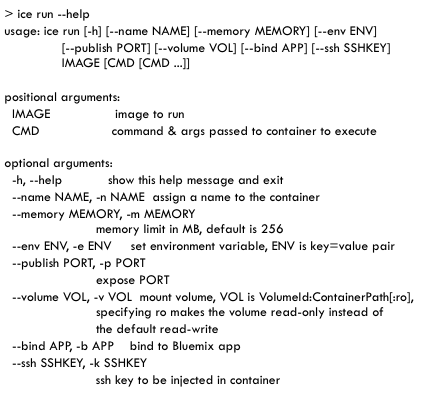 > ice run --help
usage: ice run [-h] [--name NAME] [--memory MEMORY] [--env ENV]
[--publish PORT] [--volume VOL] [--bind APP] [--ssh SSHKEY]
IMAGE [CMD [CMD ...]]
positional arguments:
IMAGE image to run
CMD command & args passed to container to execute
optional arguments:
-h, --help show this help message and exit
--name NAME, -n NAME assign a name to the container
--memory MEMORY, -m MEMORY
memory limit in MB, default is 256
--env ENV, -e ENV set environment variable, ENV is key=value pair
--publish PORT, -p PORT
expose PORT
--volume VOL, -v VOL mount volume, VOL is VolumeId:ContainerPath[:ro],
specifying ro makes the volume read-only instead of
the default read-write
--bind APP, -b APP bind to Bluemix app
--ssh SSHKEY, -k SSHKEY
ssh key to be injected in container